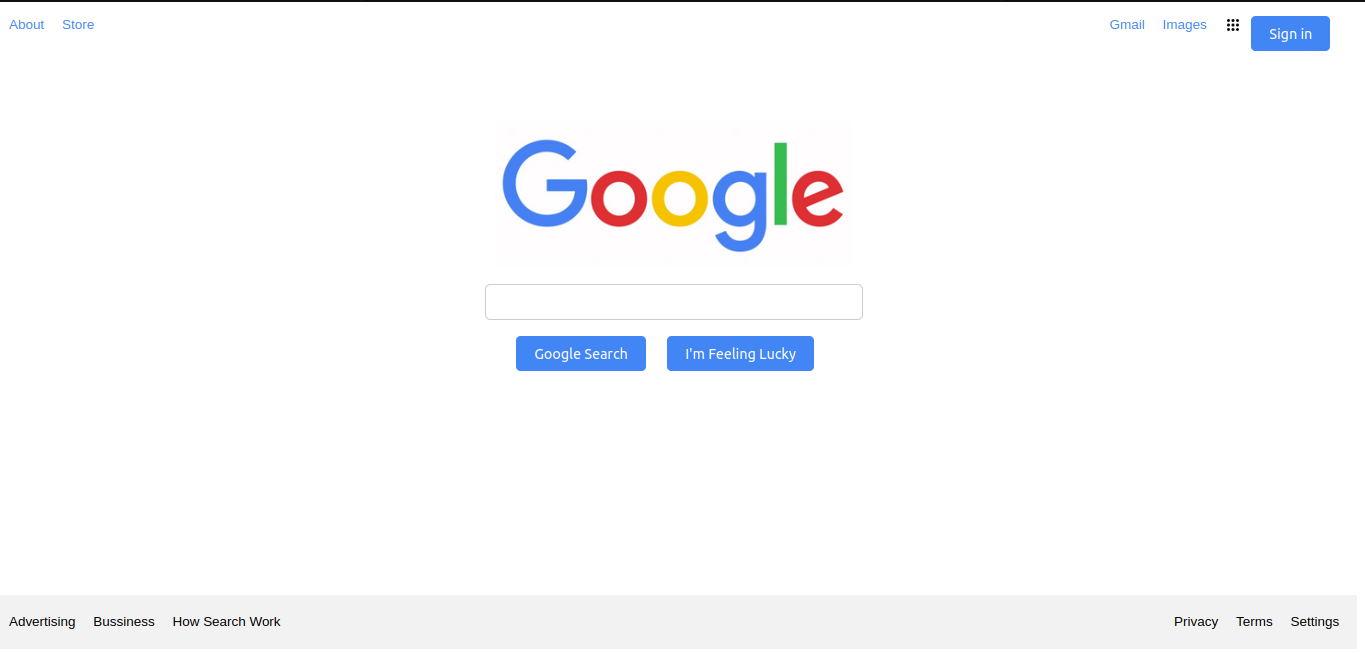 About Store Gmail Images Sign in
Google
Google Search I'm Feeling Lucky
Advertising Bussiness How Search Work Privacy Terms Settings